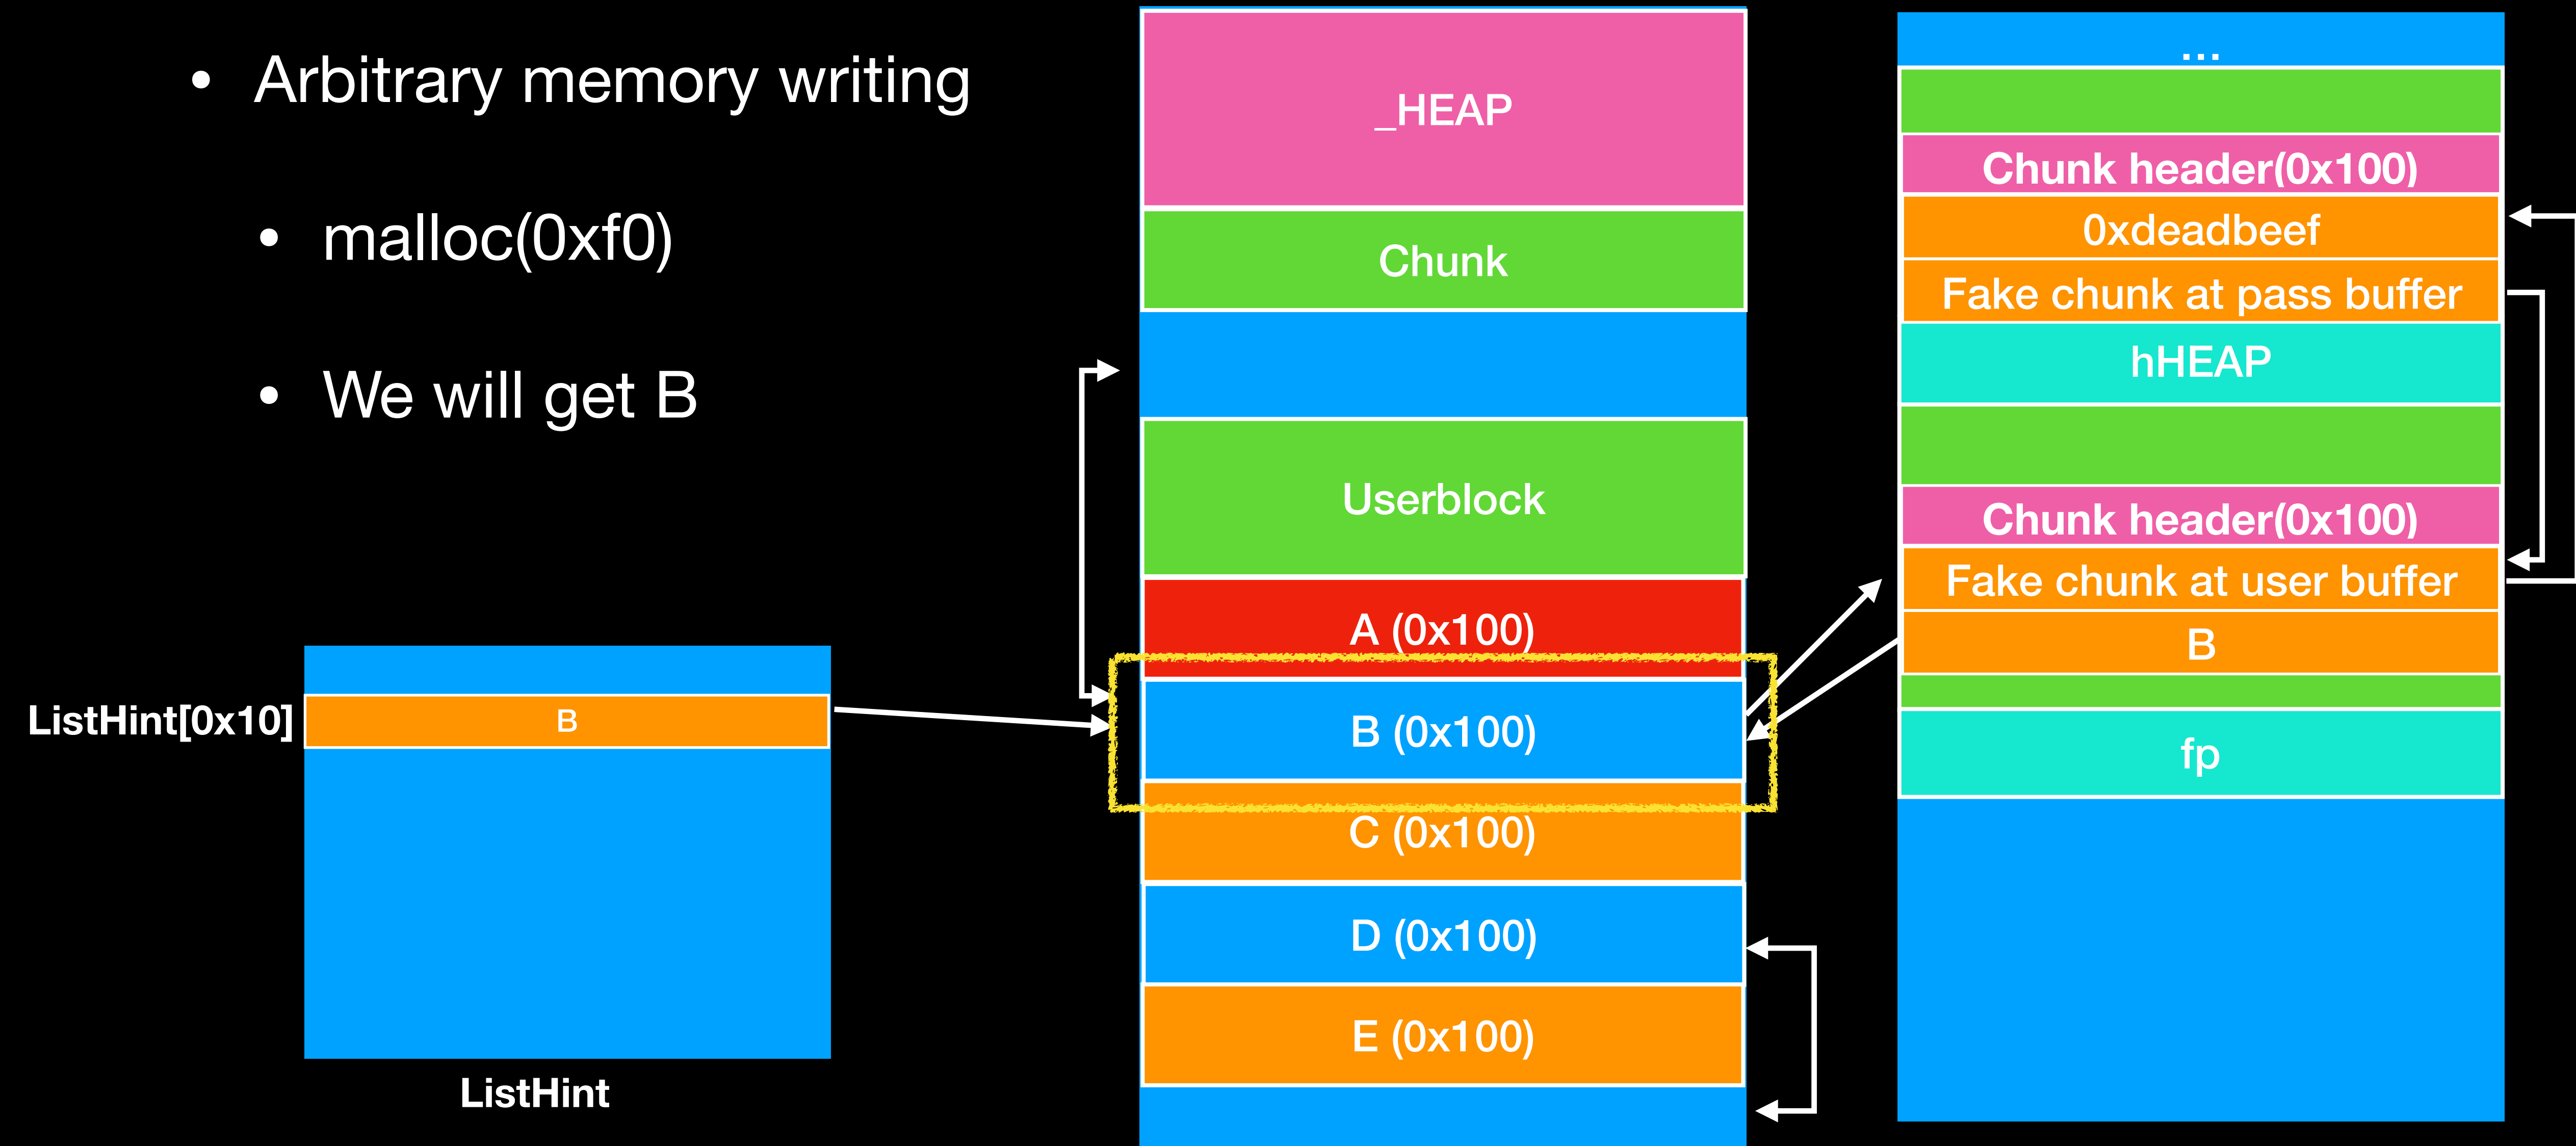 • Arbitrary memory writing
• malloc(0xf0)
• We will get B
ListHint[0x10]
B
ListHint
_HEAP
Chunk
Userblock
A (0x100)
B (0x100)
C (0x100)
D (0x100)
E (0x100)
...
Chunk header(0x100)
0xdeadbeef
Fake chunk at pass buffer
hHEAP
Chunk header(0x100)
Fake chunk at user buffer
B
fp